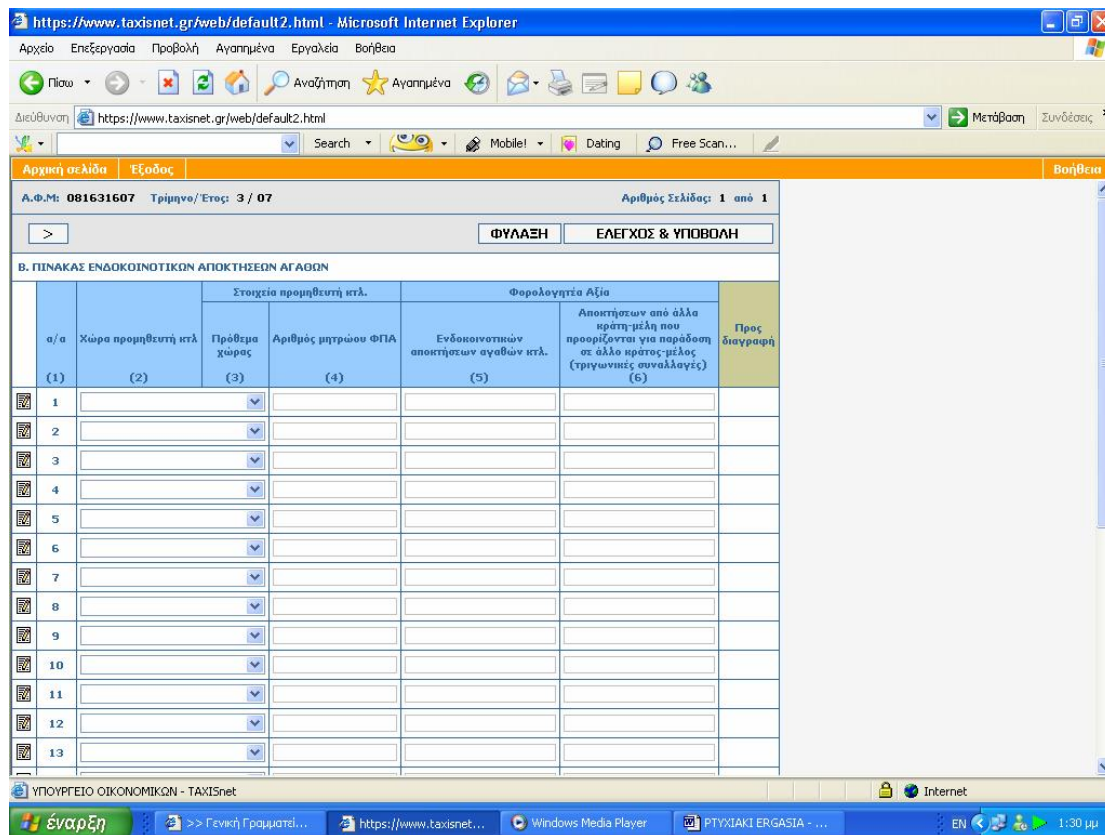 https://www.taxisnet.gr/web/default2.html - Microsoft Internet Explorer
Αρχείο Επεξεργασία Προβολή Αγαπημένα Εργαλεία Βοήθεια
Πίσω Αναζήτηση Αγαπημένα
Διεύθυνση https://www.taxisnet.gr/web/default2.html Μετάβαση Συνδέσεις
Search Mobile! Dating Free Scan...
Αρχική σελίδα Έξοδος Βοήθεια
Α.Φ.Μ: 081631607 Τρίμηνο/Έτος: 3 / 07 Αριθμός Σελίδας: 1 από 1
> ΦΥΛΑΞΗ ΕΛΕΓΧΟΣ & ΥΠΟΒΟΛΗ
Β. ΠΙΝΑΚΑΣ ΕΝΔΟΚΟΙΝΟΤΙΚΩΝ ΑΠΟΚΤΗΣΕΩΝ ΑΓΑΘΩΝ
Στοιχεία προμηθευτή κτλ. Φορολογητέα Αξία
α/α Χώρα προμηθευτή κτλ Πρόθεμα χώρας Αριθμός μητρώου ΦΠΑ Ενδοκοινοτικών αποκτήσεων αγαθών κτλ. Αποκτήσεων από άλλα κράτη-μέλη που προορίζονται για παράδοση σε άλλο κράτος-μέλος (τριγωνικές συναλλαγές) Προς διαγραφή
(1) (2) (3) (4) (5) (6)
1
2
3
4
5
6
7
8
9
10
11
12
13
ΥΠΟΥΡΓΕΙΟ ΟΙΚΟΝΟΜΙΚΩΝ - TAXISnet Internet
έναρξη >> Γενική Γραμματεί... https://www.taxisnet... Windows Media Player PTYXIAKI ERGASIA - ... EN 1:30 μμ